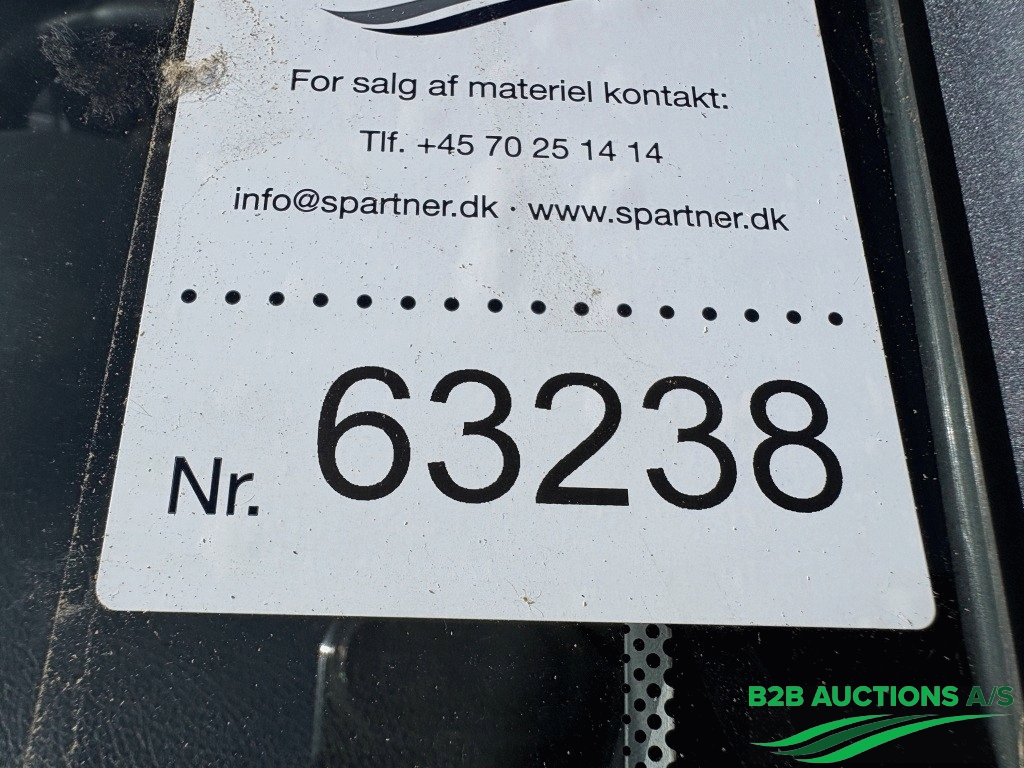 For salg af materiel kontakt:
Tlf. +45 70 25 14 14
info@spartner.dk · www.spartner.dk
Nr. 63238
B2B AUCTIONS A/S